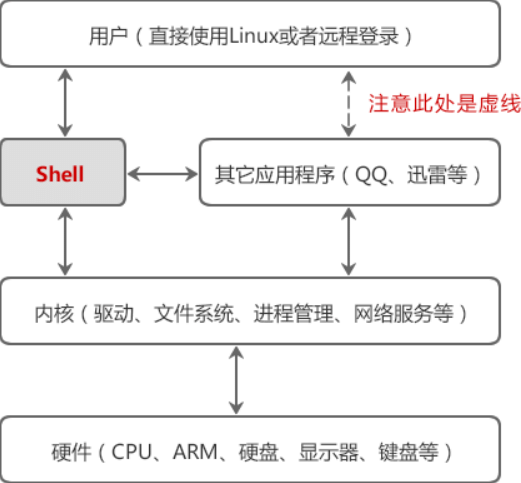 用户（直接使用Linux或者远程登录）
注意此处是虚线
Shell
其它应用程序（QQ、迅雷等）
内核（驱动、文件系统、进程管理、网络服务等）
硬件（CPU、ARM、硬盘、显示器、键盘等）